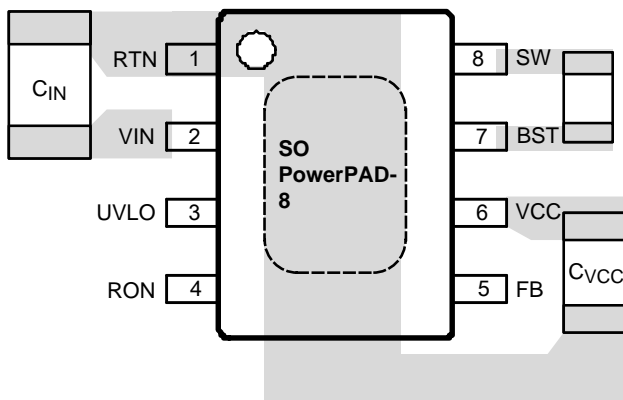 RTN 1
8 SW
CIN
VIN 2
7 BST
SO
PowerPAD-
8
UVLO 3
6 VCC
RON 4
5 FB
CVCC